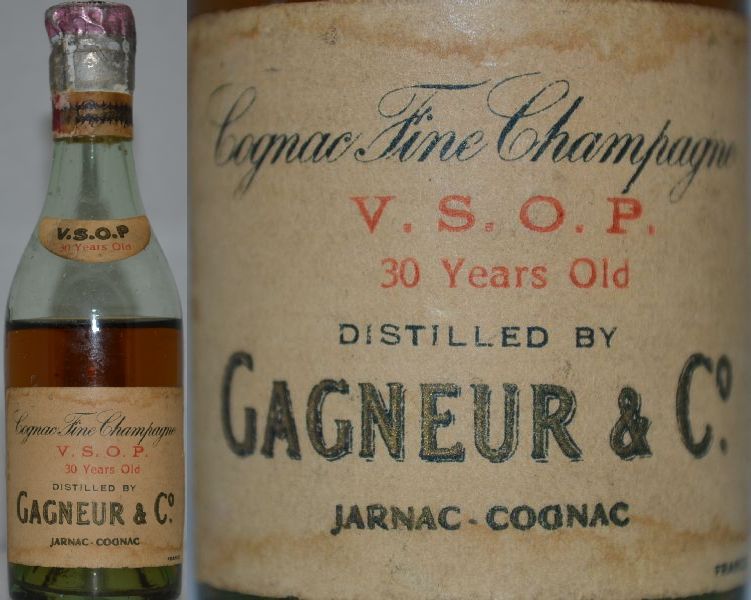 V.S.O.P
30 Years Old
Cognac Fine Champagne
V. S. O. P.
30 Years Old
DISTILLED BY
GAGNEUR & Cº
JARNAC-COGNAC
Cognac Fine Champagne
V. S. O. P.
30 Years Old
DISTILLED BY
GAGNEUR & Cº.
JARNAC-COGNAC